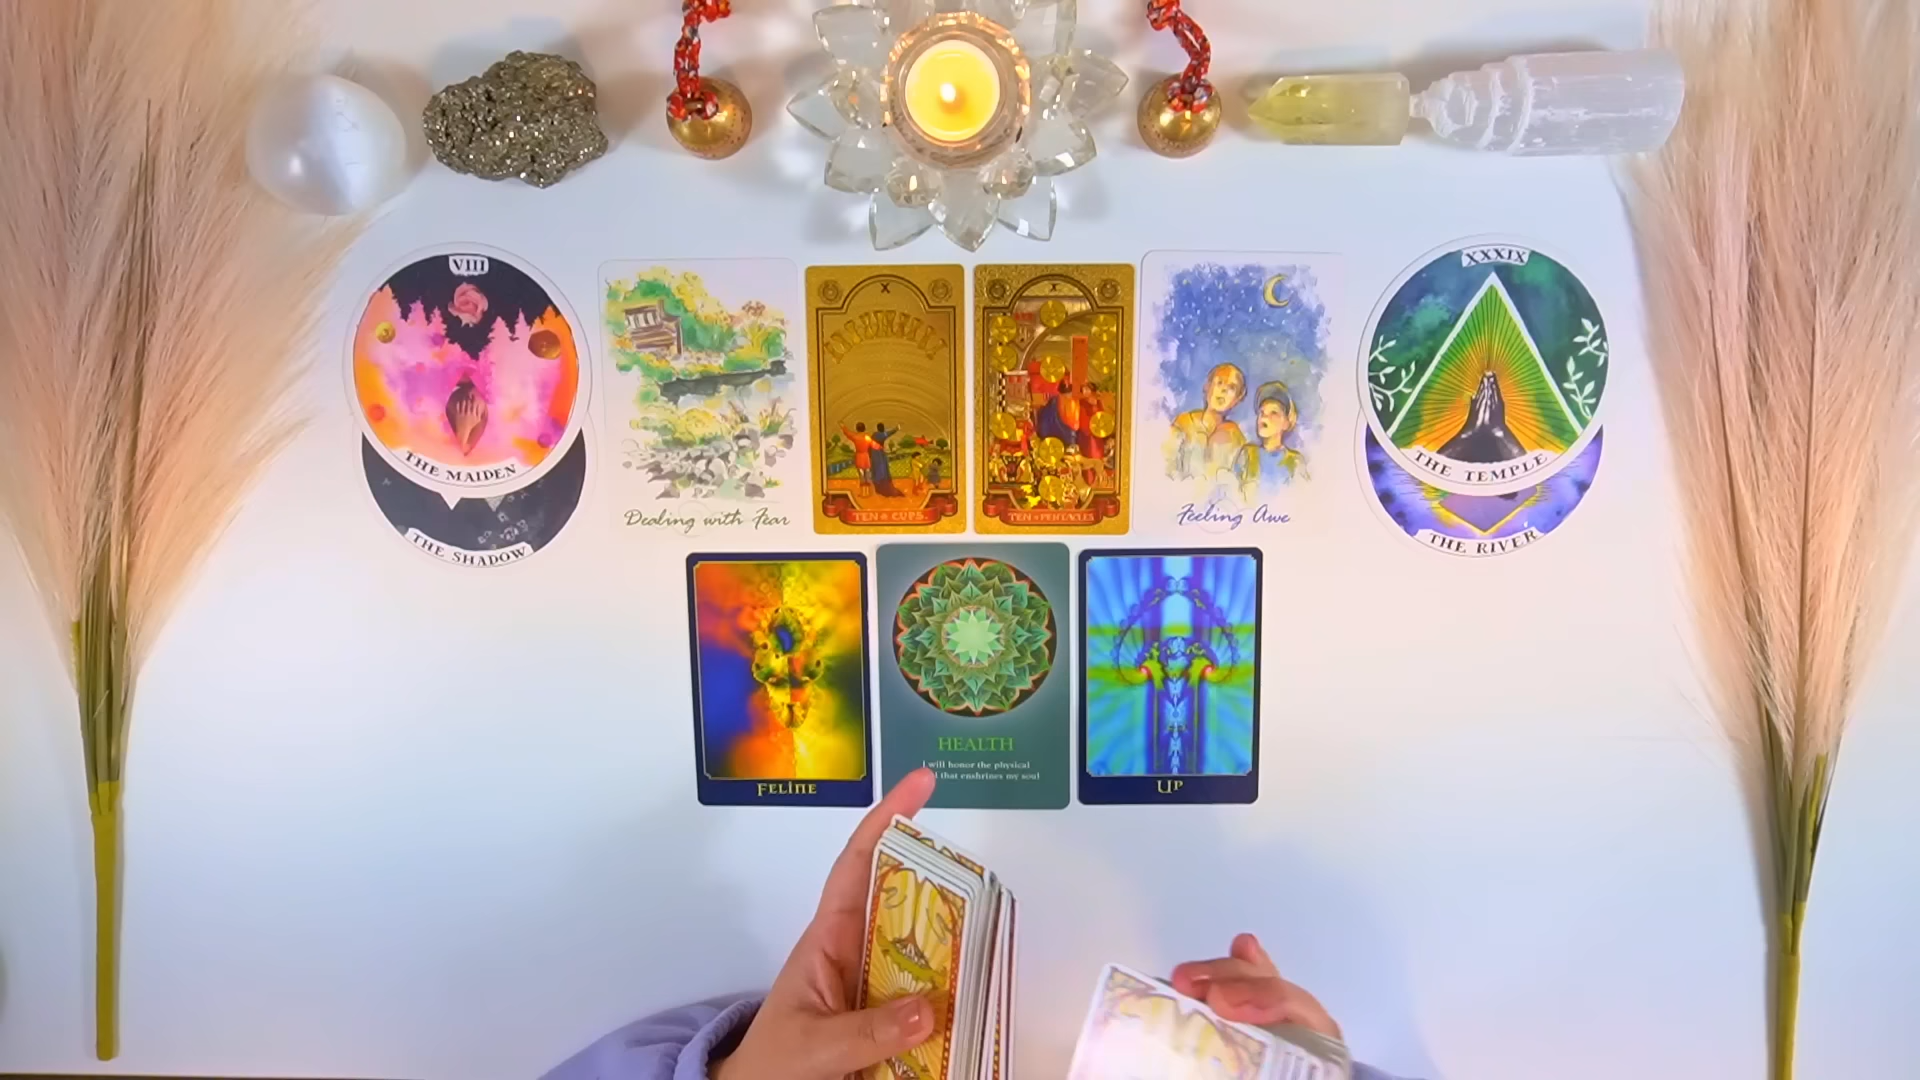 VIII
THE MAIDEN
THE SHADOW
Dealing with Fear
X
TEN OF CUPS.
X
TEN OF PENTACLES
Feeling Awe
XXXIX
THE TEMPLE
THE RIVER
FELINE
HEALTH
I will honor the physical
that enshrines my soul
UP